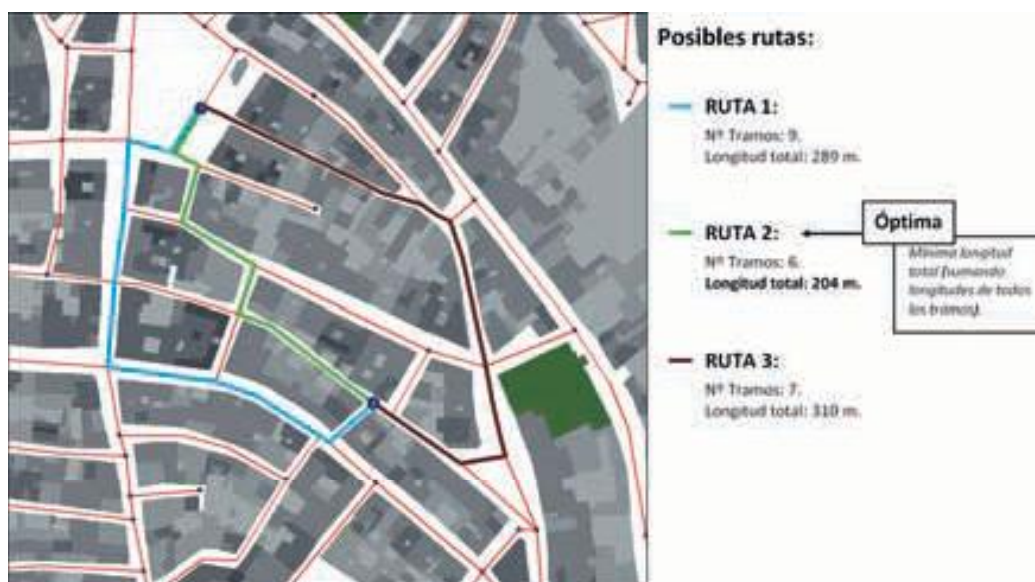 Posibles rutas:
RUTA 1:
Nº Tramos: 9.
Longitud total: 289 m.
RUTA 2:
Nº Tramos: 6.
Longitud total: 204 m.
Óptima
Mínima longitud
total (sumando
longitudes de todos
los tramos).
RUTA 3:
Nº Tramos: 7.
Longitud total: 310 m.